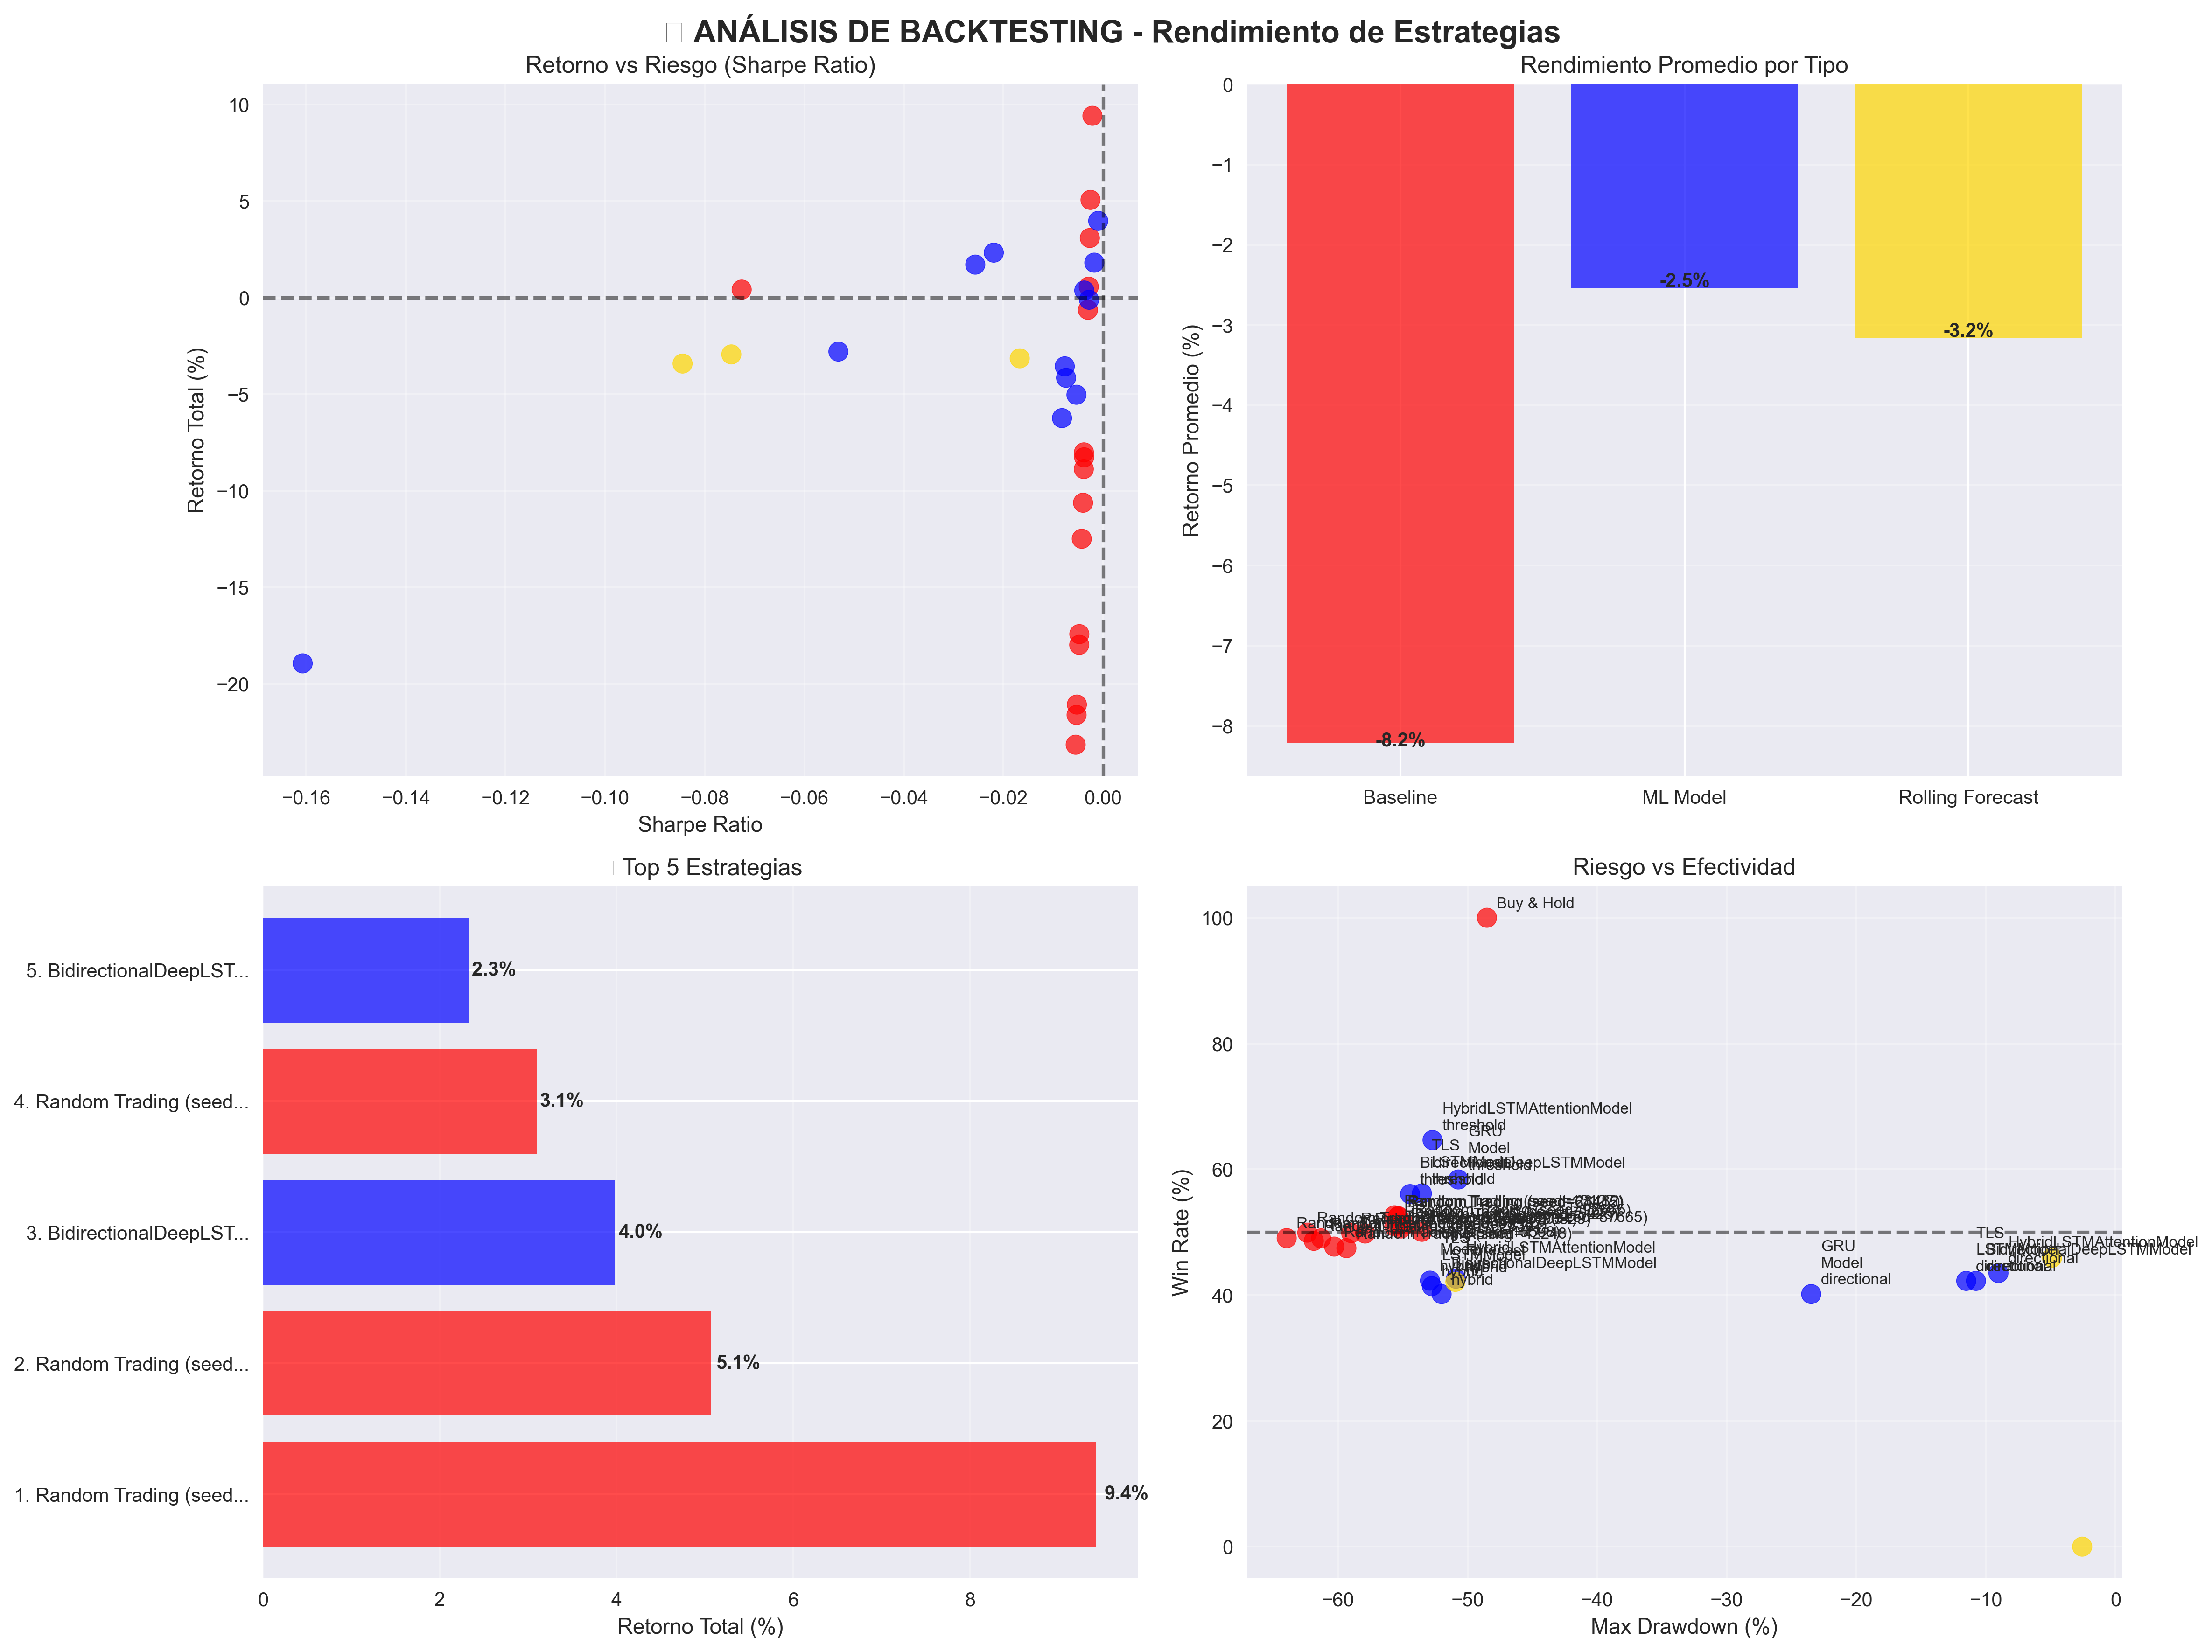 ANÁLISIS DE BACKTESTING - Rendimiento de Estrategias
Retorno vs Riesgo (Sharpe Ratio)
Retorno Total (%)
10
5
0
−5
−10
−15
−20
−0.16
−0.14
−0.12
−0.10
−0.08
−0.06
−0.04
−0.02
0.00
Sharpe Ratio
Rendimiento Promedio por Tipo
Retorno Promedio (%)
0
−1
−2
−3
−4
−5
−6
−7
−8
-8.2%
-2.5%
-3.2%
Baseline
ML Model
Rolling Forecast
Top 5 Estrategias
5. BidirectionalDeepLST...
2.3%
4. Random Trading (seed...
3.1%
3. BidirectionalDeepLST...
4.0%
2. Random Trading (seed...
5.1%
1. Random Trading (seed...
9.4%
0
2
4
6
8
Retorno Total (%)
Riesgo vs Efectividad
Win Rate (%)
100
80
60
40
20
0
Buy & Hold
HybridLSTMAttentionModel
threshold
GRU
Model
threshold
TLS
HybridLSTMAttentionModel
BidirectionalDeepLSTMModel
hybrid
GRU
Model
directional
TLS
LSTMModel
directional
HybridLSTMAttentionModel
directional
BidirectionalDeepLSTMModel
−60
−50
−40
−30
−20
−10
0
Max Drawdown (%)